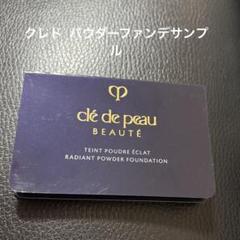 クレド パウダーファンデサンプ
ル
clé de peau
BEAUTÉ
TEINT POUDRE ÉCLAT
RADIANT POWDER FOUNDATION